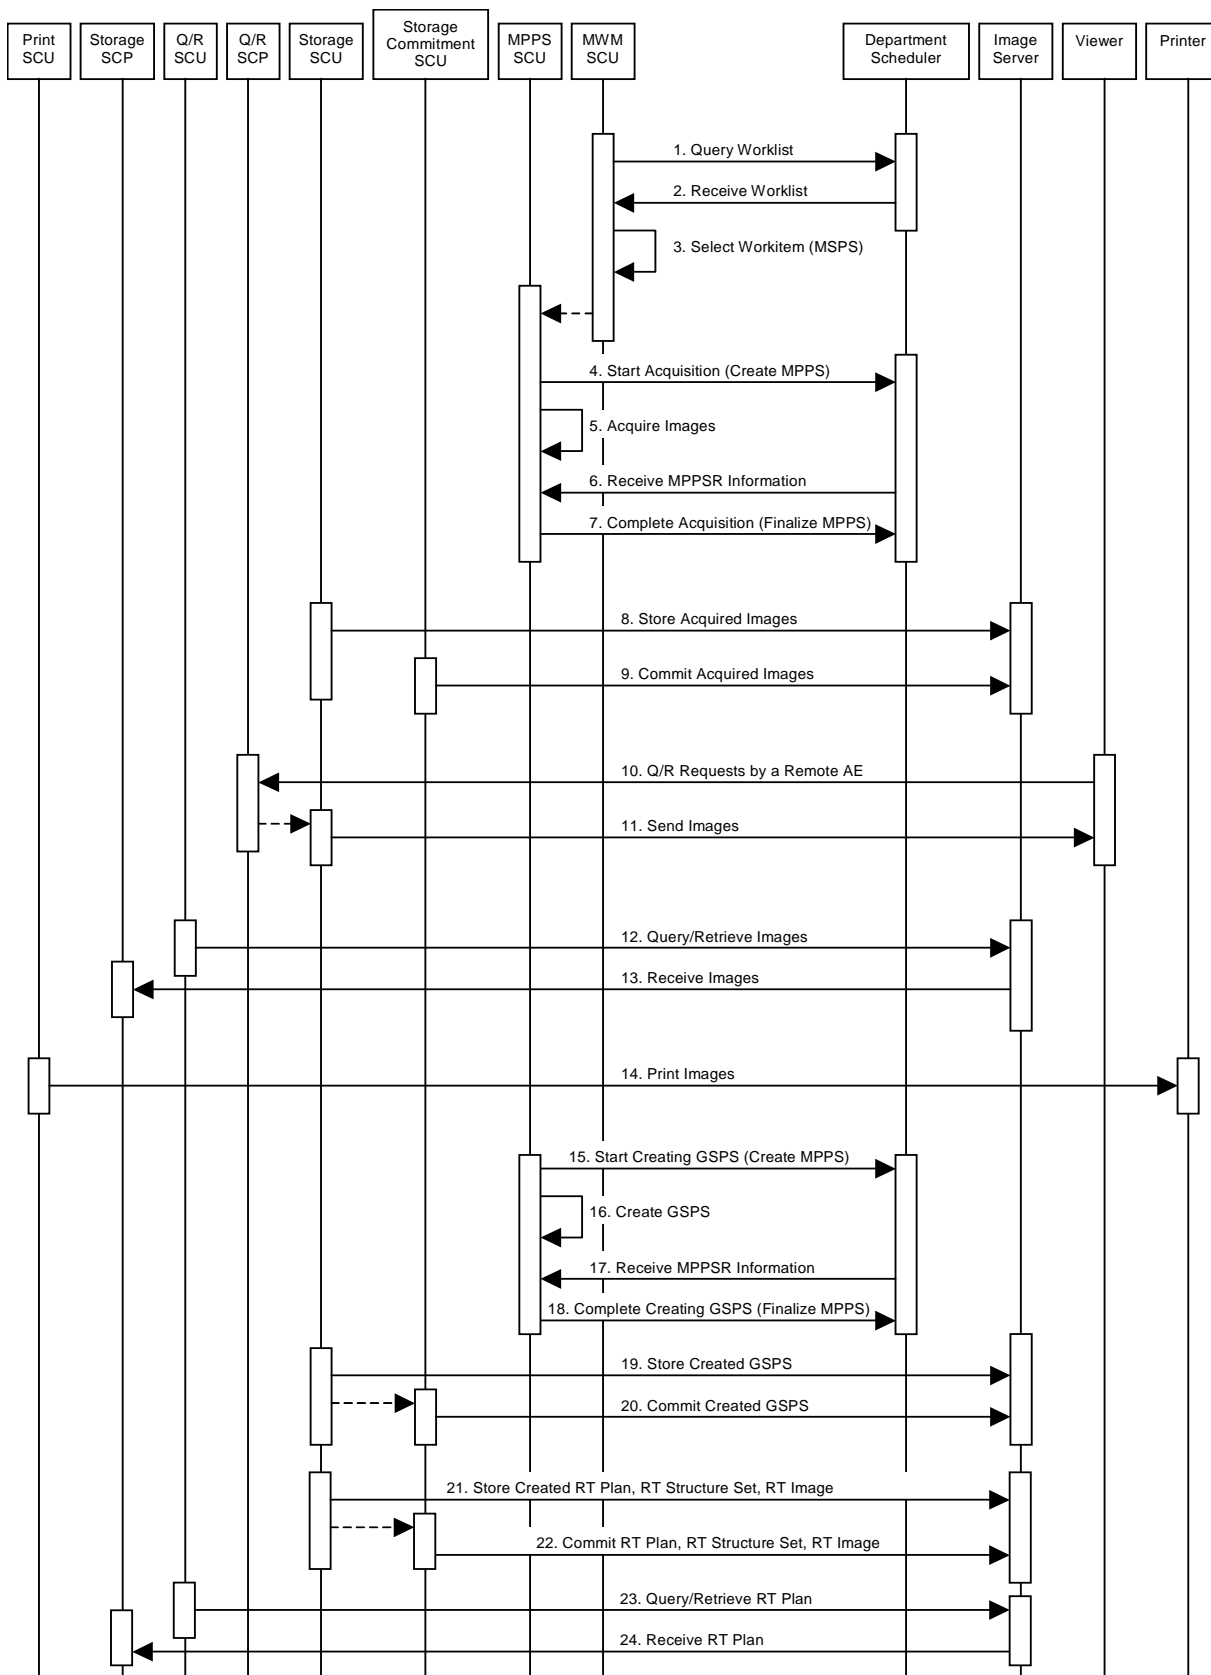 Print
SCU
Storage
SCP
Q/R
SCU
Q/R
SCP
Storage
SCU
Storage
Commitment
SCU
MPPS
SCU
MWM
SCU
Department
Scheduler
Image
Server
Viewer
Printer
1. Query Worklist
2. Receive Worklist
3. Select Workitem (MSPS)
4. Start Acquisition (Create MPPS)
5. Acquire Images
6. Receive MPPSR Information
7. Complete Acquisition (Finalize MPPS)
8. Store Acquired Images
9. Commit Acquired Images
10. Q/R Requests by a Remote AE
11. Send Images
12. Query/Retrieve Images
13. Receive Images
14. Print Images
15. Start Creating GSPS (Create MPPS)
16. Create GSPS
17. Receive MPPSR Information
18. Complete Creating GSPS (Finalize MPPS)
19. Store Created GSPS
20. Commit Created GSPS
21. Store Created RT Plan, RT Structure Set, RT Image
22. Commit RT Plan, RT Structure Set, RT Image
23. Query/Retrieve RT Plan
24. Receive RT Plan